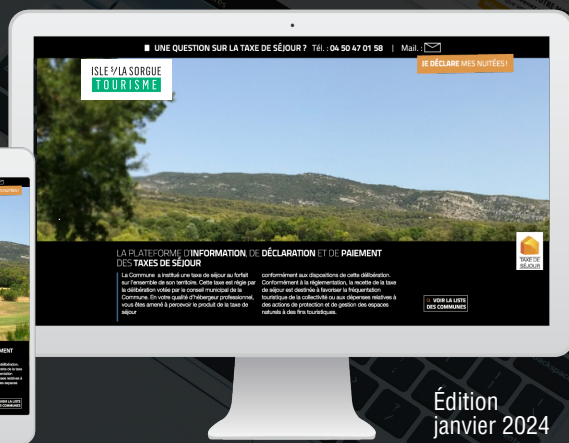 UNE QUESTION SUR LA TAXE DE SÉJOUR ? Tél. : 04 50 47 01 58 | Mail. :
JE DÉCLARE MES NUITÉES !
ISLE S/ LA SORGUE
TOURISME
LA PLATEFORME D'INFORMATION, DE DÉCLARATION ET DE PAIEMENT
DES TAXES DE SÉJOUR
La Commune a institué une taxe de séjour au forfait
sur l'ensemble de son territoire. Cette taxe est régie par
la délibération votée par le conseil municipal de la
Commune. En votre qualité d'hébergeur professionnel,
vous êtes amené à percevoir le produit de la taxe de
séjour
conformément aux dispositions de cette délibération.
Conformément à la réglementation, la recette de la taxe
de séjour est destinée à favoriser la fréquentation
touristique de la collectivité ou aux dépenses relatives à
des actions de protection et de gestion des espaces
naturels à des fins touristiques.
TAXE DE
SÉJOUR
VOIR LA LISTE
DES COMMUNES
Édition
janvier 2024